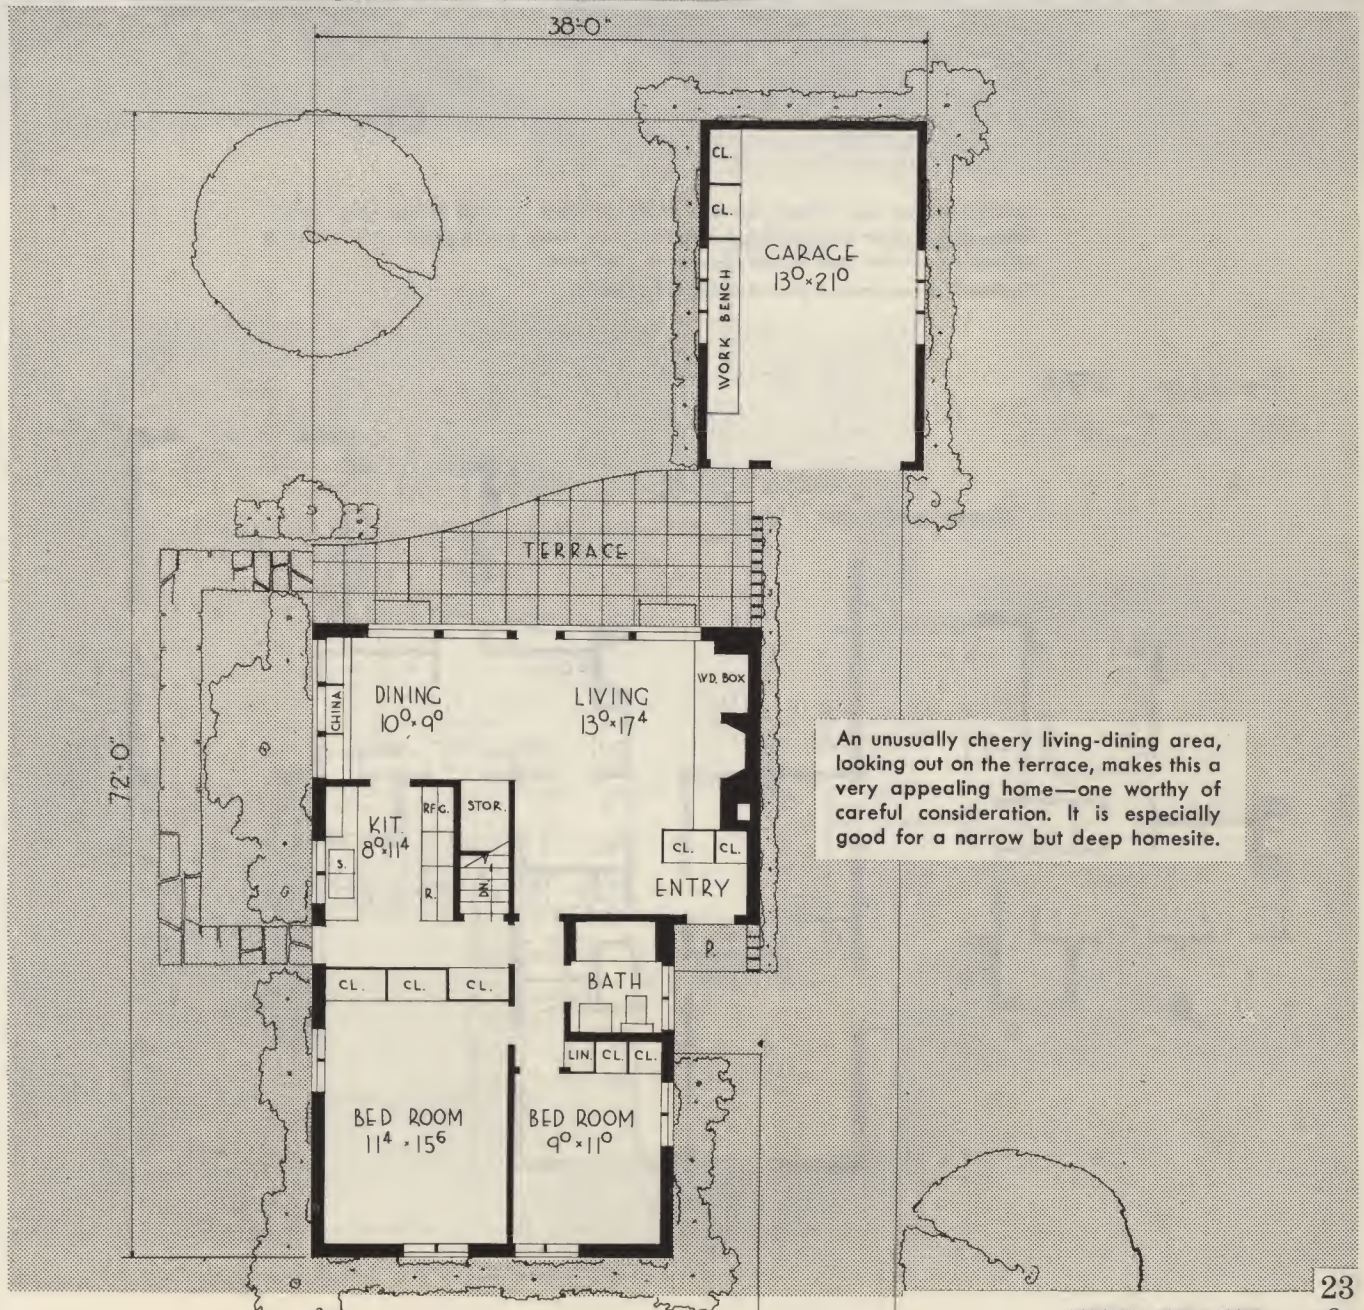 38'-0"
CL.
CL.
GARAGE
13⁰×21⁰
WORK BENCH
TERRACE
72'-0"
CHINA
DINING
10⁰×9⁰
LIVING
13⁰×17⁴
WD. BOX
An unusually cheery living-dining area,
looking out on the terrace, makes this a
very appealing home—one worthy of
careful consideration. It is especially
good for a narrow but deep homesite.
KIT.
8⁰×11⁴
RFG.
STOR.
S.
R.
DN.
CL.
CL.
ENTRY
P.
CL.
CL.
CL.
BATH
LIN.
CL.
CL.
BED ROOM
11⁴×15⁶
BED ROOM
9⁰×11⁰
23